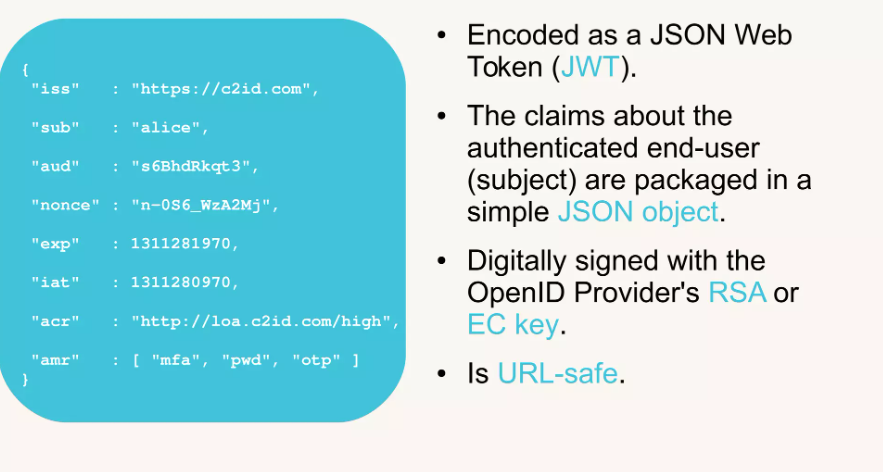 {
"iss" : "https://c2id.com",
"sub" : "alice",
"aud" : "s6BhdRkqt3",
"nonce" : "n-0S6_WzA2Mj",
"exp" : 1311281970,
"iat" : 1311280970,
"acr" : "http://loa.c2id.com/high",
"amr" : [ "mfa", "pwd", "otp" ]
}
• Encoded as a JSON Web
Token (JWT).
• The claims about the
authenticated end-user
(subject) are packaged in a
simple JSON object.
• Digitally signed with the
OpenID Provider's RSA or
EC key.
• Is URL-safe.